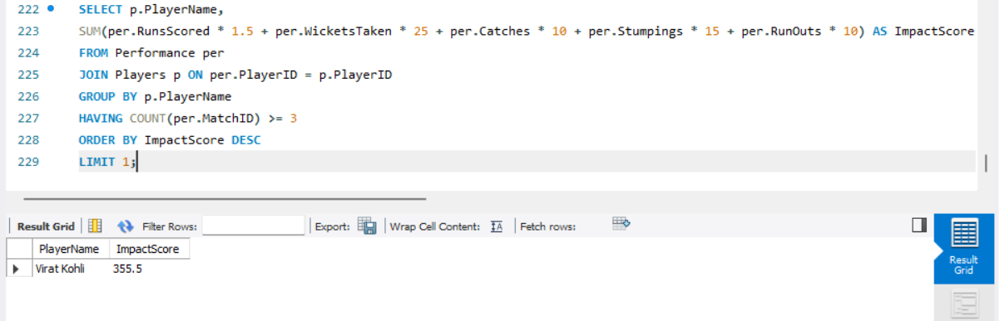 222 SELECT p.PlayerName,
223 SUM(per.RunsScored * 1.5 + per.WicketsTaken * 25 + per.Catches * 10 + per.Stumpings * 15 + per.RunOuts * 10) AS ImpactScore
224 FROM Performance per
225 JOIN Players p ON per.PlayerID = p.PlayerID
226 GROUP BY p.PlayerName
227 HAVING COUNT(per.MatchID) >= 3
228 ORDER BY ImpactScore DESC
229 LIMIT 1;
Result Grid Filter Rows: Export: Wrap Cell Content: IA Fetch rows:
PlayerName ImpactScore
Virat Kohli 355.5
Result
Grid